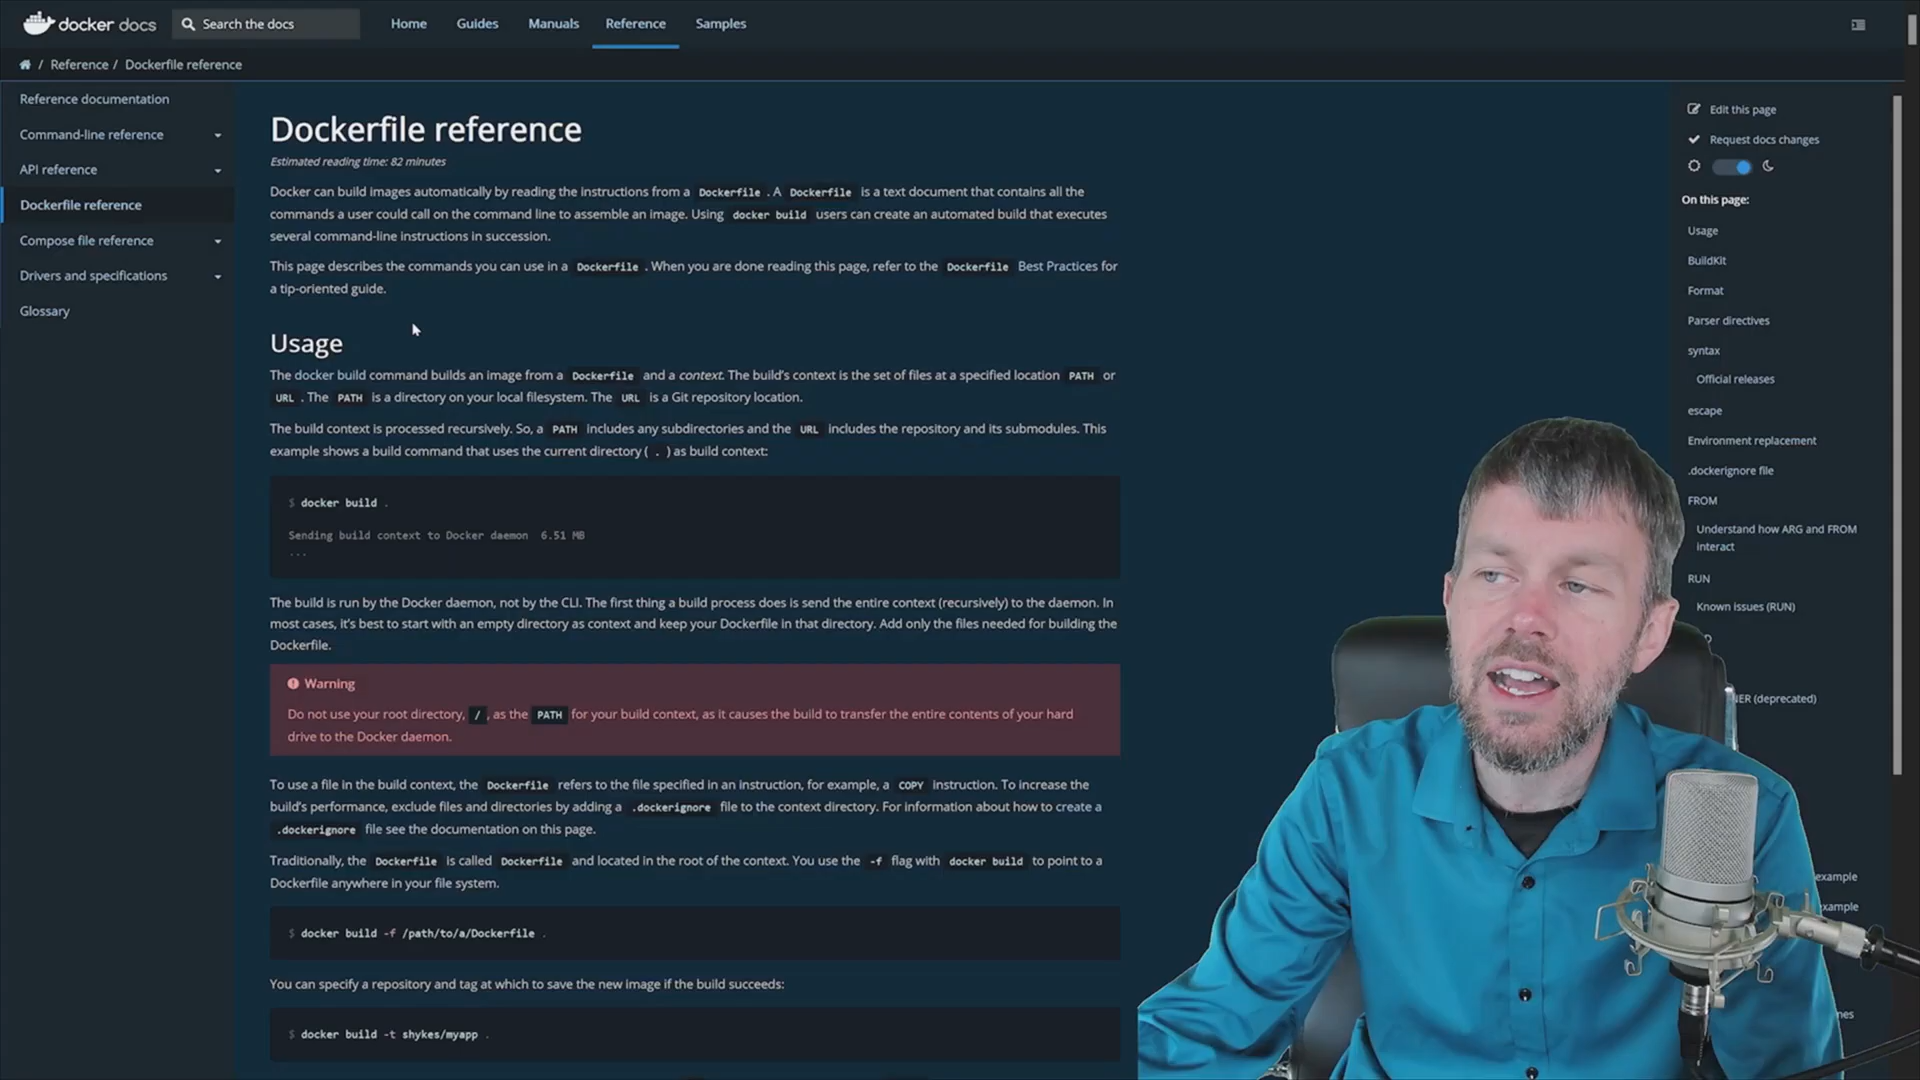 docker docs
Search the docs
Home
Guides
Manuals
Reference
Samples
/ Reference / Dockerfile reference
Reference documentation
Command-line reference
API reference
Dockerfile reference
Compose file reference
Drivers and specifications
Glossary
Dockerfile reference
Estimated reading time: 82 minutes
Docker can build images automatically by reading the instructions from a Dockerfile . A Dockerfile is a text document that contains all the
commands a user could call on the command line to assemble an image. Using docker build users can create an automated build that executes
several command-line instructions in succession.
This page describes the commands you can use in a Dockerfile . When you are done reading this page, refer to the Dockerfile Best Practices for
a tip-oriented guide.
Usage
The docker build command builds an image from a Dockerfile and a context. The build's context is the set of files at a specified location PATH or
URL . The PATH is a directory on your local filesystem. The URL is a Git repository location.
The build context is processed recursively. So, a PATH includes any subdirectories and the URL includes the repository and its submodules. This
example shows a build command that uses the current directory ( . ) as build context:
$ docker build .
Sending build context to Docker daemon 6.51 MB
...
The build is run by the Docker daemon, not by the CLI. The first thing a build process does is send the entire context (recursively) to the daemon. In
most cases, it's best to start with an empty directory as context and keep your Dockerfile in that directory. Add only the files needed for building the
Dockerfile.
Warning
Do not use your root directory, / , as the PATH for your build context, as it causes the build to transfer the entire contents of your hard
drive to the Docker daemon.
To use a file in the build context, the Dockerfile refers to the file specified in an instruction, for example, a COPY instruction. To increase the
build's performance, exclude files and directories by adding a .dockerignore file to the context directory. For information about how to create a
.dockerignore file see the documentation on this page.
Traditionally, the Dockerfile is called Dockerfile and located in the root of the context. You use the -f flag with docker build to point to a
Dockerfile anywhere in your file system.
$ docker build -f /path/to/a/Dockerfile .
You can specify a repository and tag at which to save the new image if the build succeeds:
$ docker build -t shykes/myapp .
Edit this page
Request docs changes
On this page:
Usage
BuildKit
Format
Parser directives
syntax
Official releases
escape
Environment replacement
.dockerignore file
FROM
Understand how ARG and FROM
interact
RUN
Known issues (RUN)
NER (deprecated)
example
example
nes